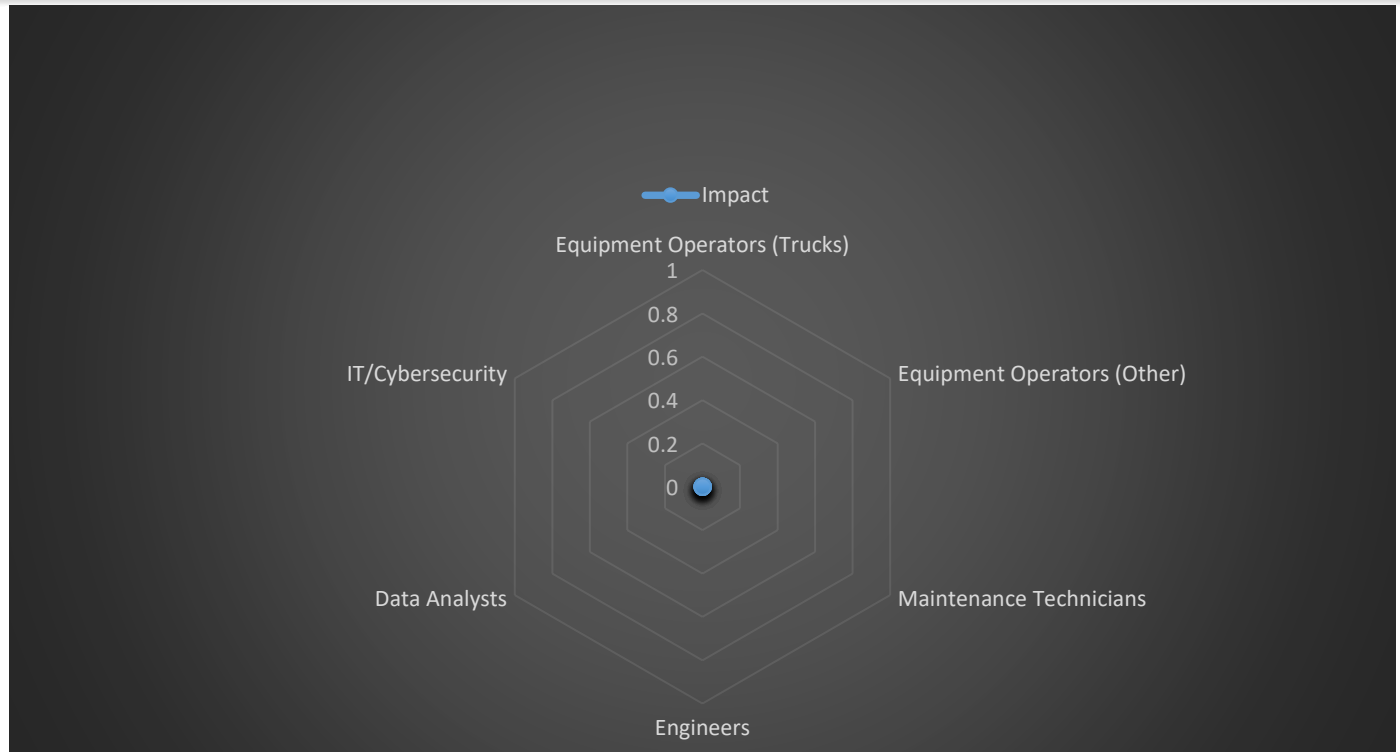 Impact
Equipment Operators (Trucks)
1
0.8
0.6
0.4
0.2
0
IT/Cybersecurity
Equipment Operators (Other)
Data Analysts
Maintenance Technicians
Engineers